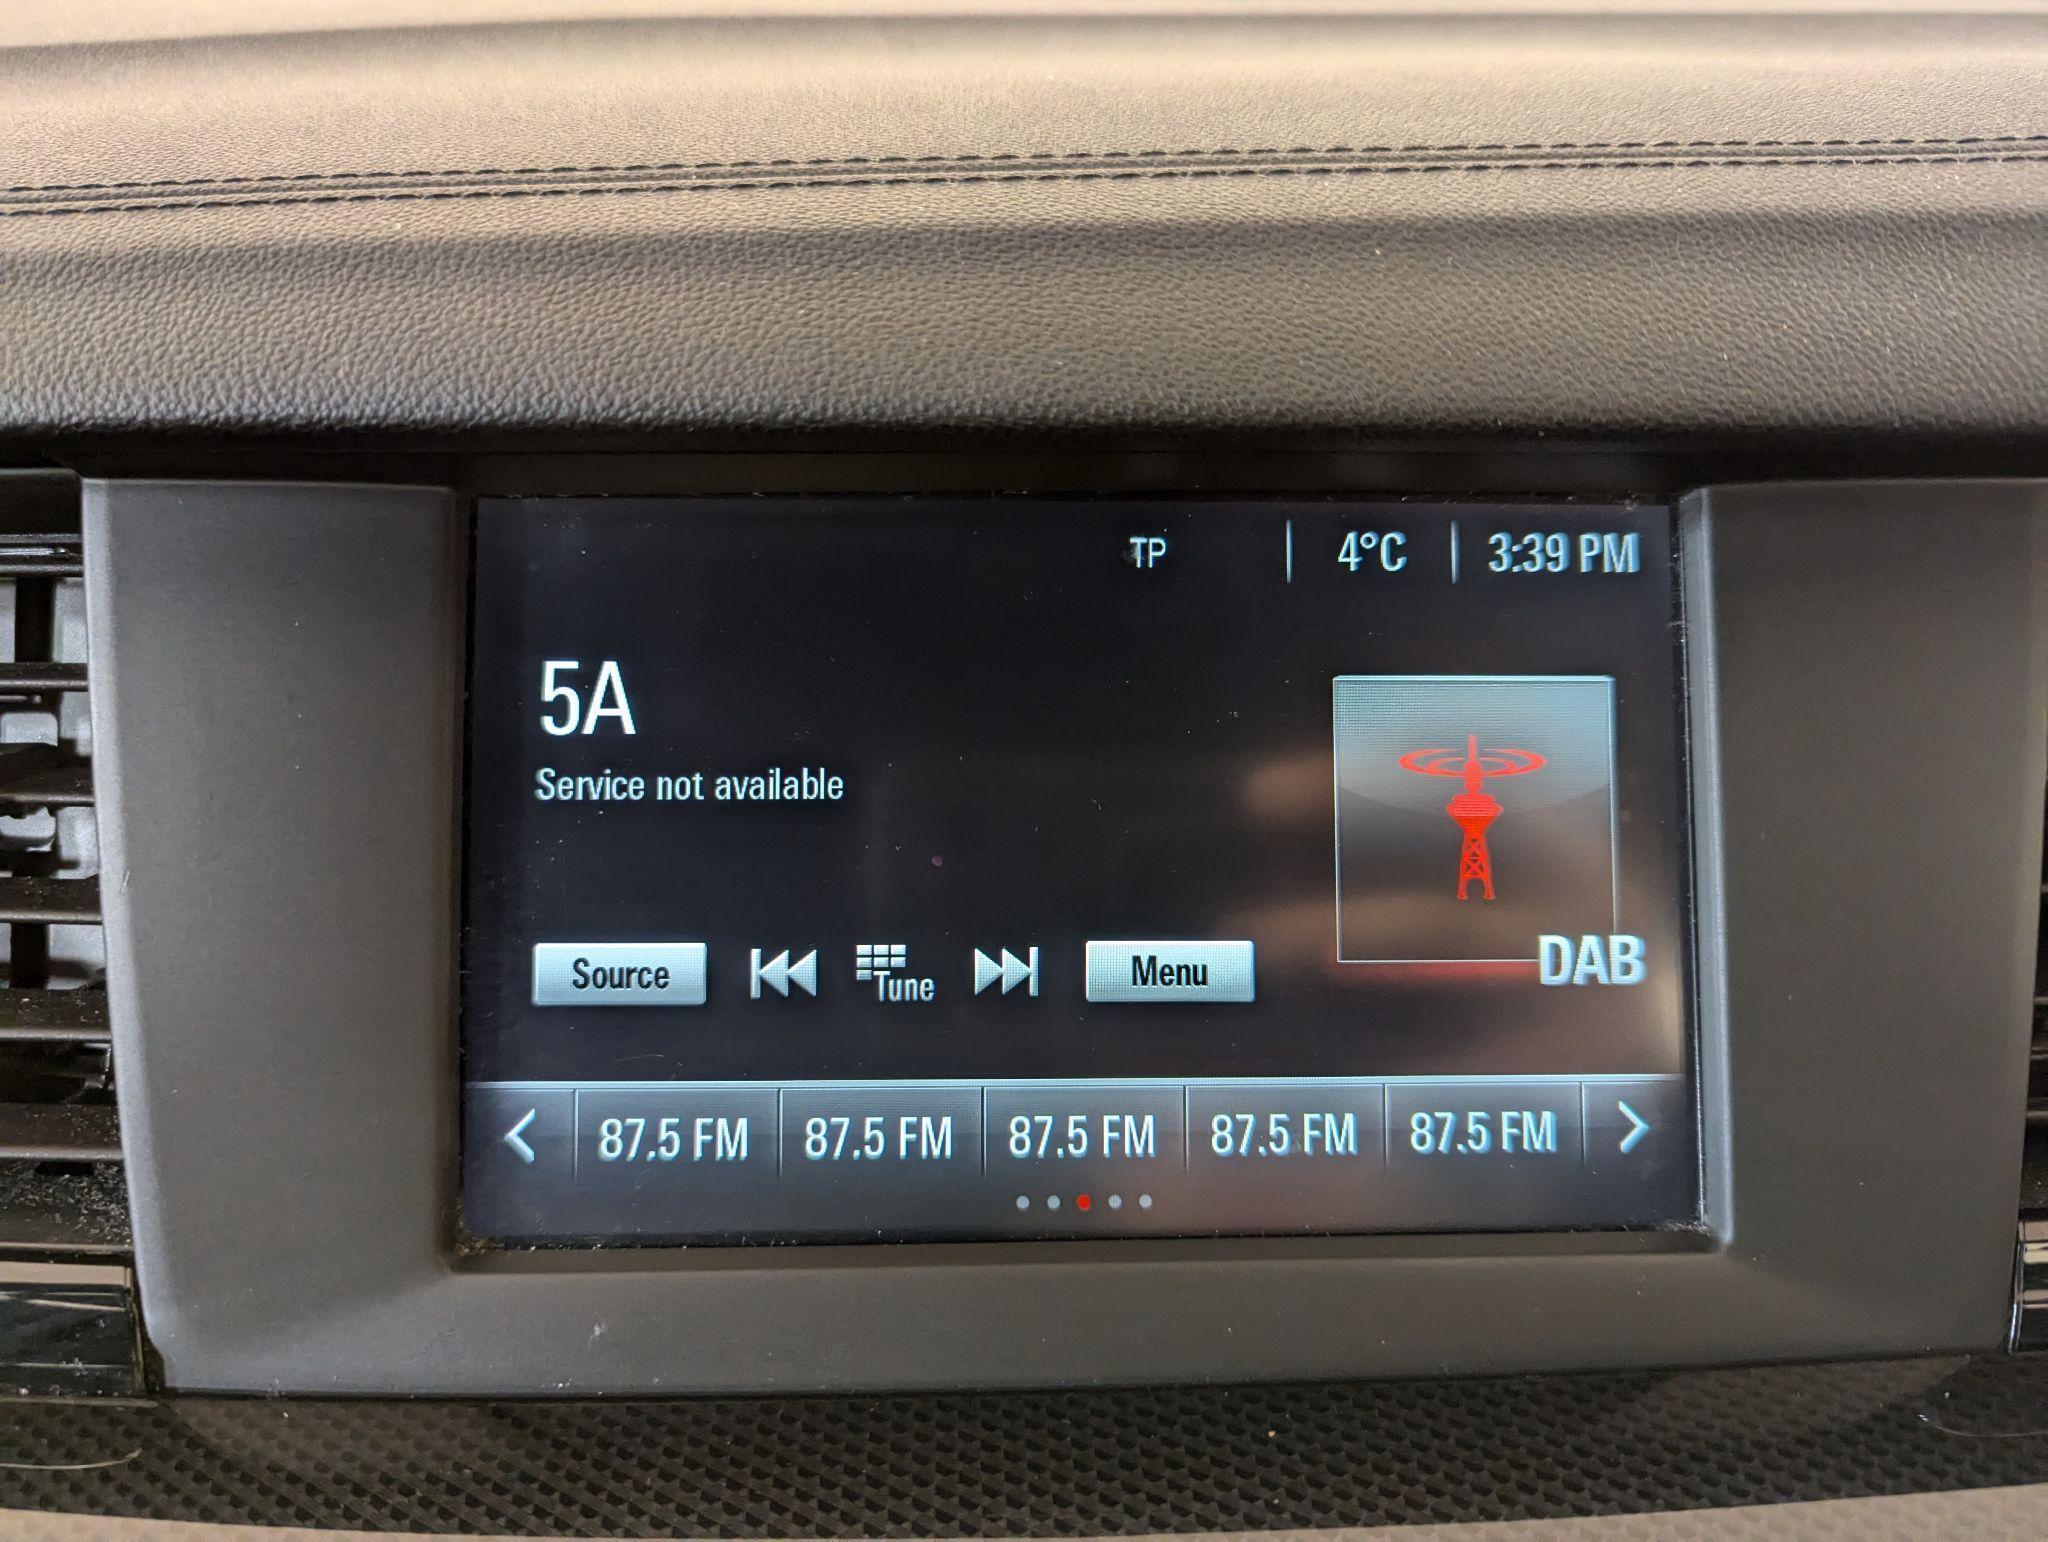 TP 4°C 3:39 PM
5A
Service not available
Source Tune Menu
DAB
87.5 FM 87.5 FM 87.5 FM 87.5 FM 87.5 FM